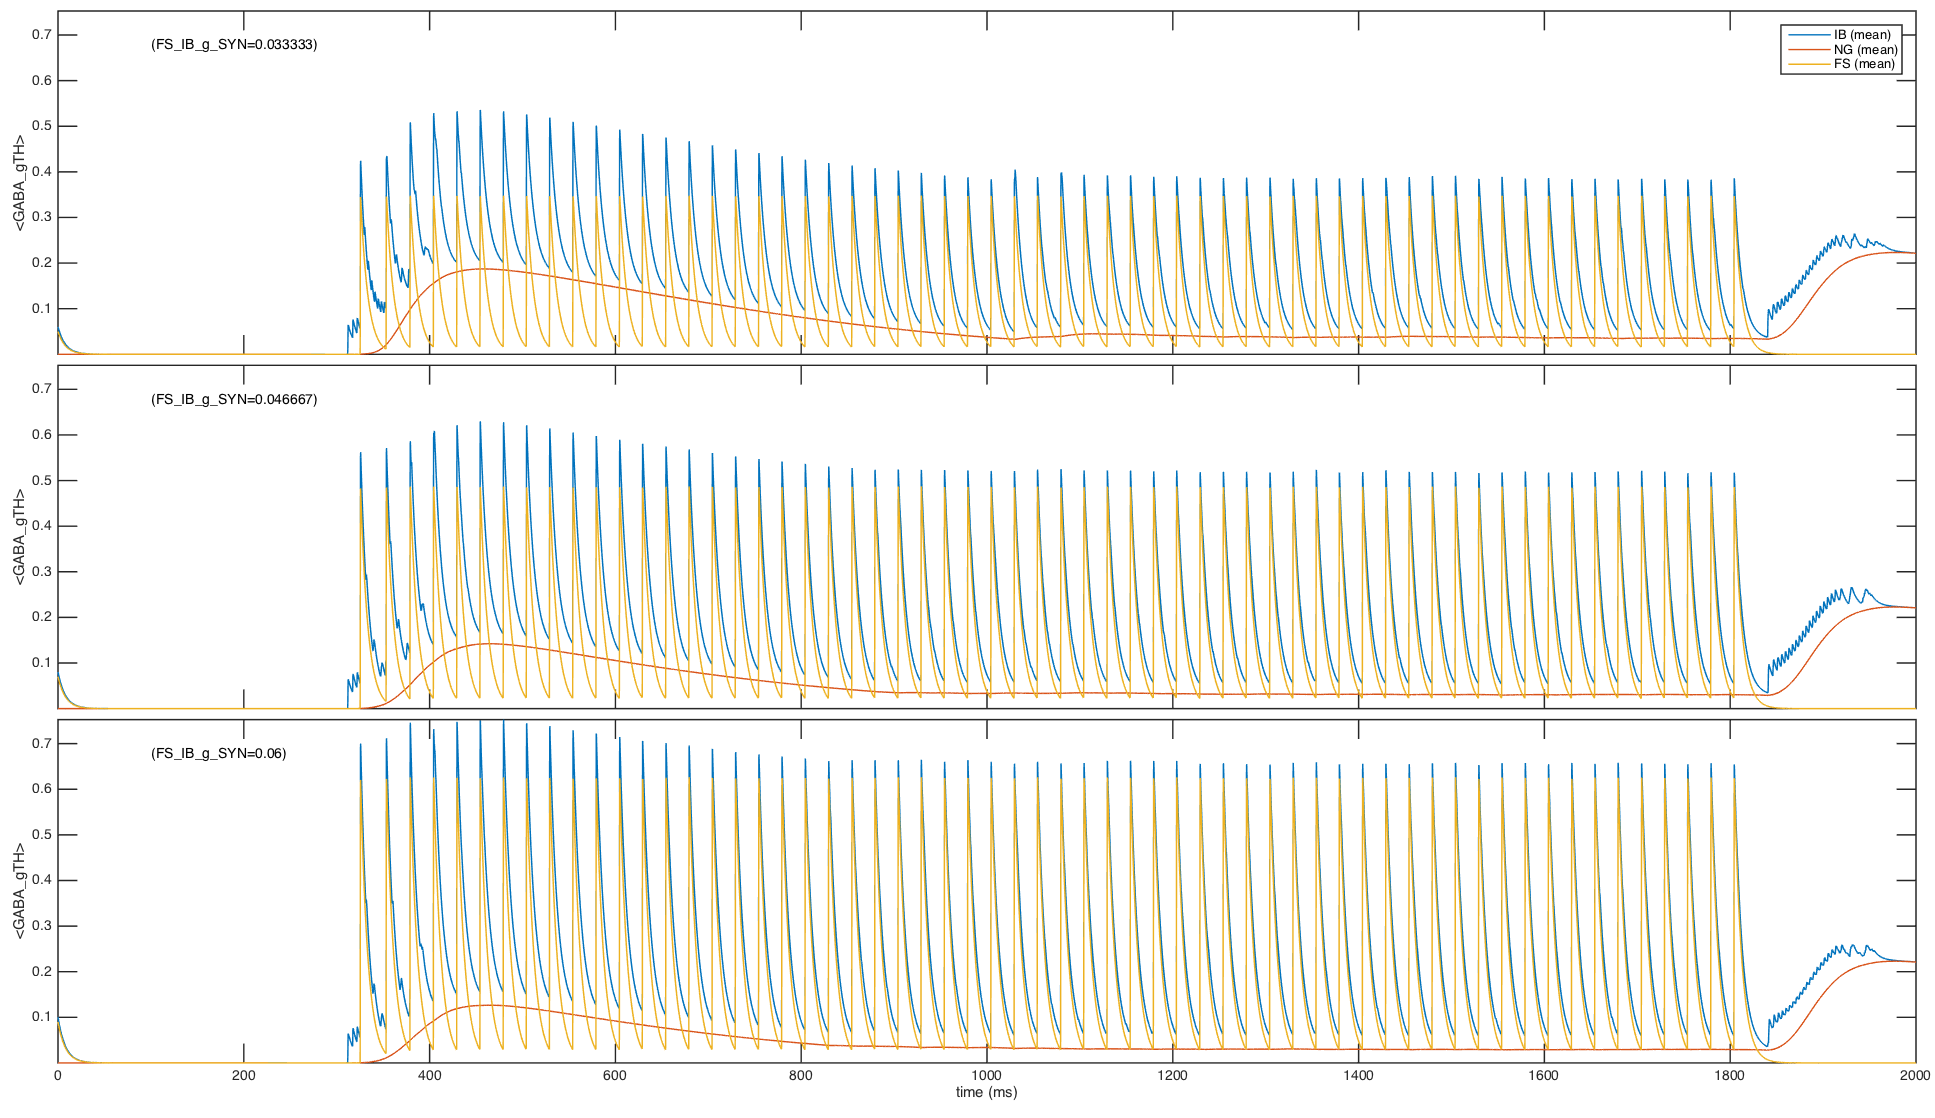 0.7
(FS_IB_g_SYN=0.033333)
IB (mean)
NG (mean)
FS (mean)
0.6
0.5
0.4
0.3
0.2
0.1
<GABA_gTH>
0.7
(FS_IB_g_SYN=0.046667)
0.6
0.5
0.4
0.3
0.2
0.1
<GABA_gTH>
0.7
(FS_IB_g_SYN=0.06)
0.6
0.5
0.4
0.3
0.2
0.1
<GABA_gTH>
0 200 400 600 800 1000 1200 1400 1600 1800 2000
time (ms)